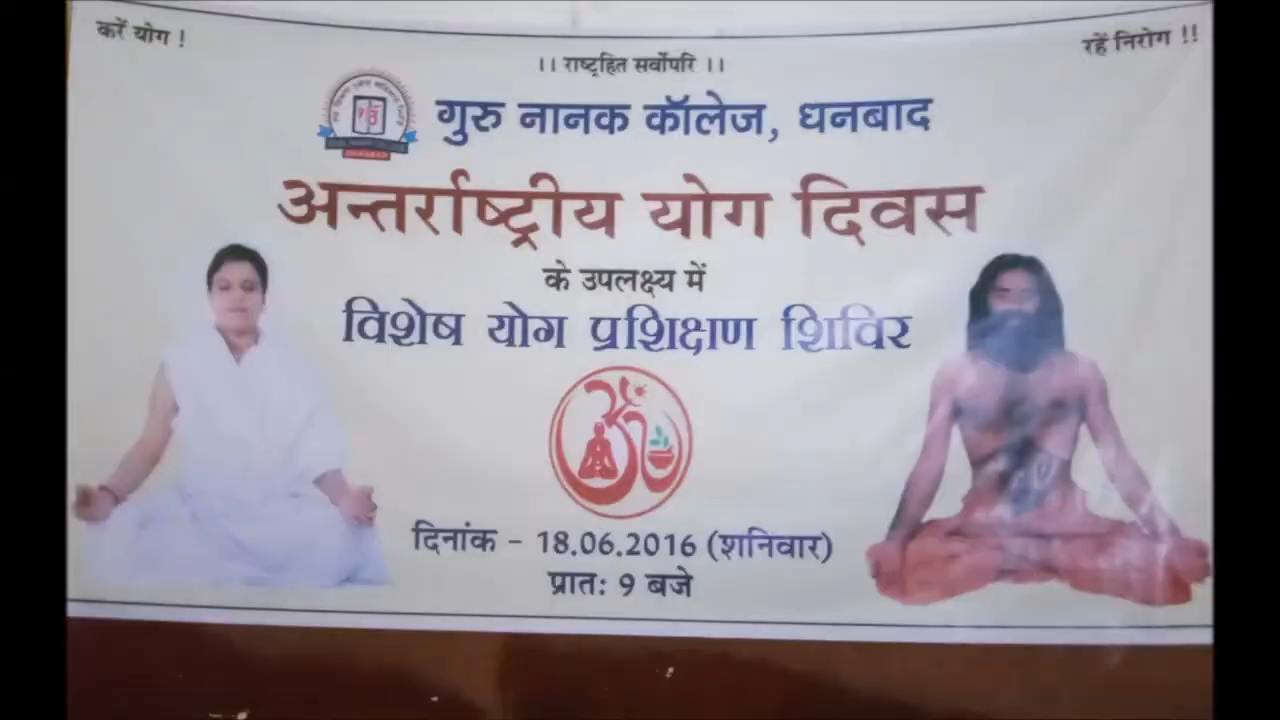 करें योग !
रहें निरोग !!
।। राष्ट्रहित सर्वोपरि ।।
गुरु नानक कॉलेज, धनबाद
अन्तर्राष्ट्रीय योग दिवस
के उपलक्ष्य में
विशेष योग प्रशिक्षण शिविर
दिनांक - 18.06.2016 (शनिवार)
प्रातः 9 बजे